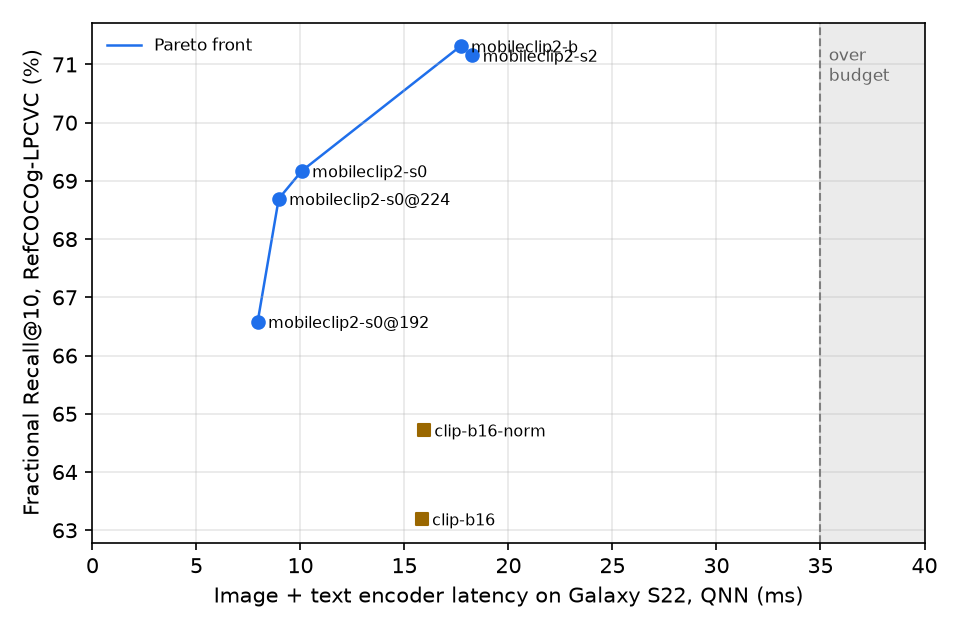 Pareto front
mobileclip2-b
mobileclip2-s2
over
budget
mobileclip2-s0
mobileclip2-s0@224
mobileclip2-s0@192
clip-b16-norm
clip-b16
Fractional Recall@10, RefCOCOg-LPCVC (%)
71
70
69
68
67
66
65
64
63
0 5 10 15 20 25 30 35 40
Image + text encoder latency on Galaxy S22, QNN (ms)